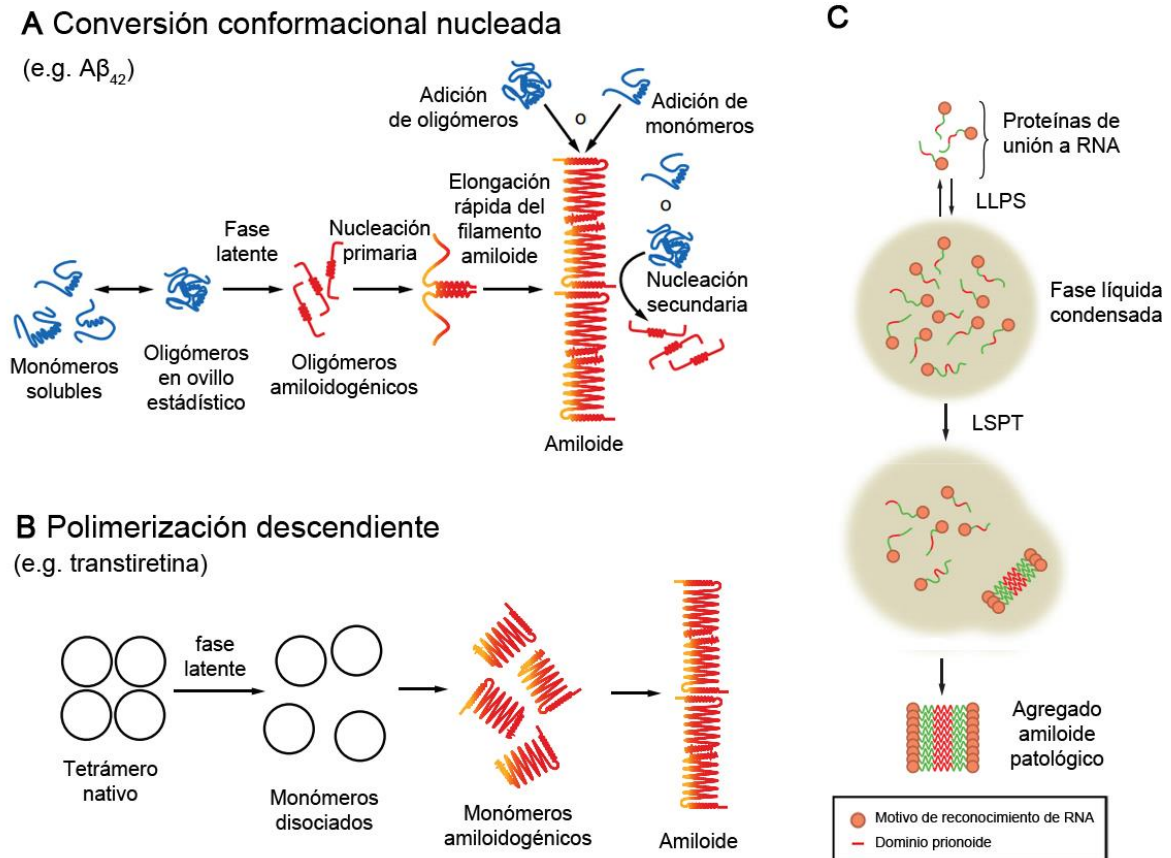 A Conversión conformacional nucleada
(e.g. Aβ₄₂)
Adición
de oligómeros
o
Adición de
monómeros
Elongación
rápida del
filamento
amiloide
o
Fase
latente
Nucleación
primaria
Nucleación
secundaria
Monómeros
solubles
Oligómeros
en ovillo
estádístico
Oligómeros
amiloidogénicos
Amiloide
B Polimerización descendiente
(e.g. transtiretina)
fase
latente
Tetrámero
nativo
Monómeros
disociados
Monómeros
amiloidogénicos
Amiloide
C
Proteínas de
unión a RNA
LLPS
Fase líquida
condensada
LSPT
Agregado
amiloide
patológico
Motivo de reconocimiento de RNA
Dominio prionoide